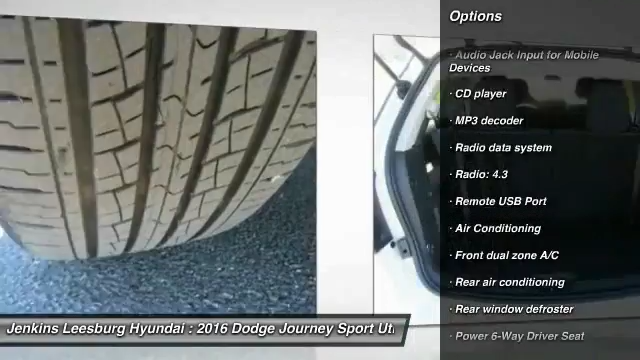 Options
· Audio Jack Input for Mobile
Devices
· CD player
· MP3 decoder
· Radio data system
· Radio: 4.3
· Remote USB Port
· Air Conditioning
· Front dual zone A/C
· Rear air conditioning
· Rear window defroster
· Power 6-Way Driver Seat
Jenkins Leesburg Hyundai : 2016 Dodge Journey Sport Uti